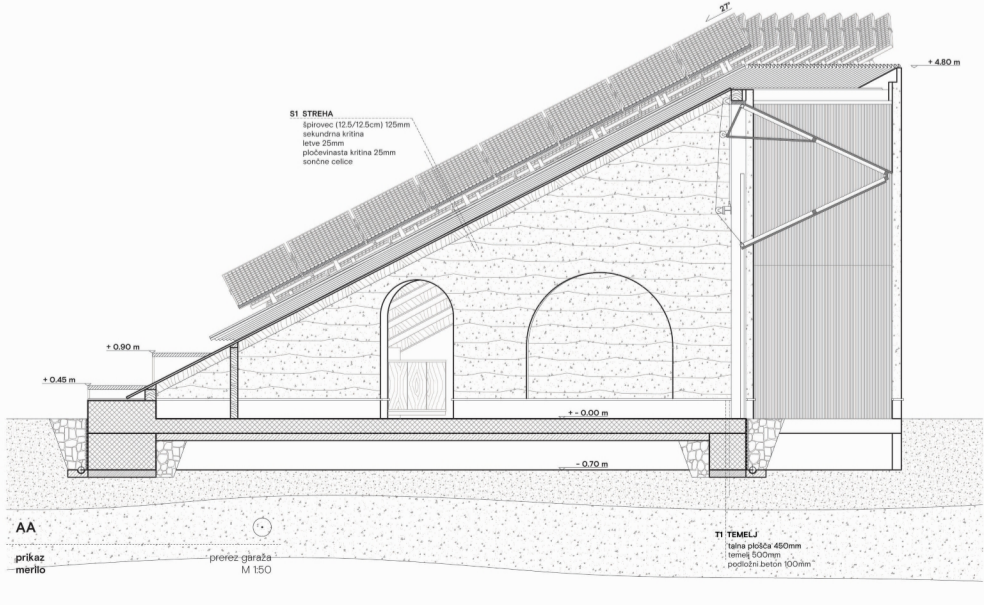 27°
+ 4.80 m
S1 STREHA
špirovec (12.5/12.5cm) 125mm
sekundrna kritina
letve 25mm
pločevinasta kritina 25mm
sončne celice
+ 0.90 m
+ 0.45 m
+ - 0.00 m
- 0.70 m
AA
prikaz
prerez garaža
merilo
M 1:50
T1 TEMELJ
talna plošča 450mm
temelj 500mm
podložni beton 100mm